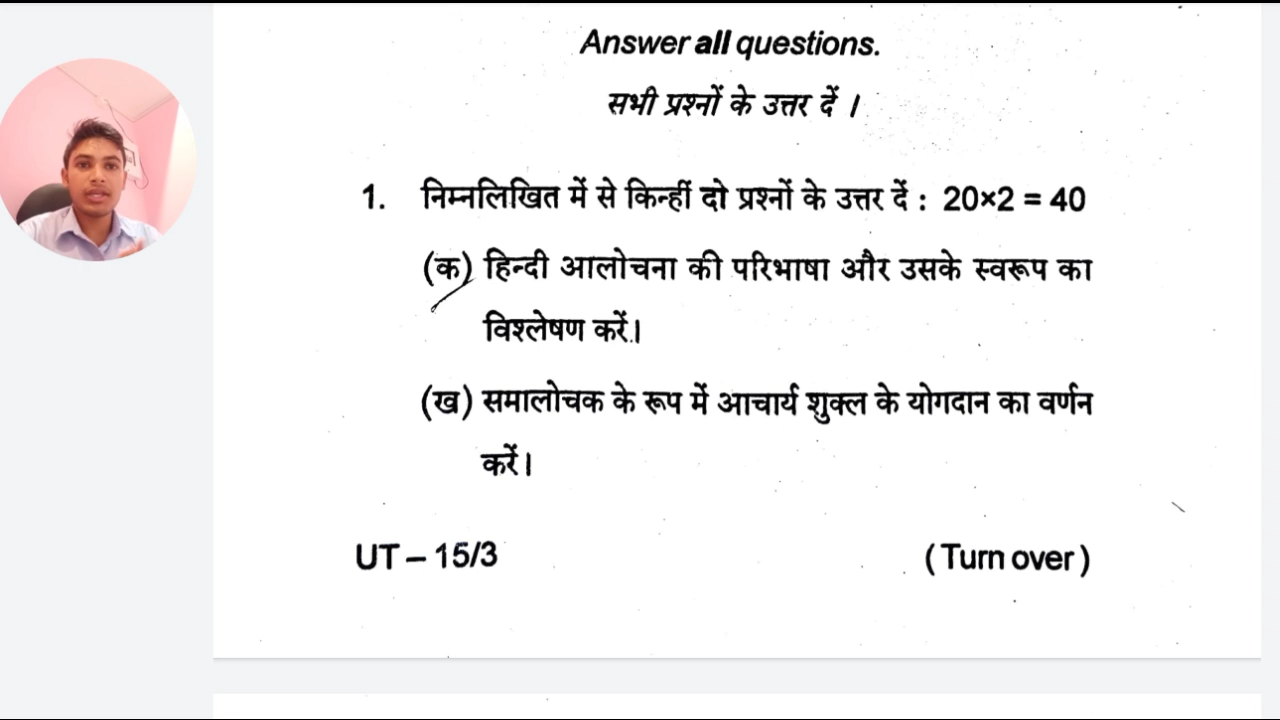 Answer all questions.
सभी प्रश्नों के उत्तर दें ।
1. निम्नलिखित में से किन्हीं दो प्रश्नों के उत्तर दें : 20×2 = 40
(क) हिन्दी आलोचना की परिभाषा और उसके स्वरूप का
विश्लेषण करें।
(ख) समालोचक के रूप में आचार्य शुक्ल के योगदान का वर्णन
करें।
UT – 15/3 (Turn over)